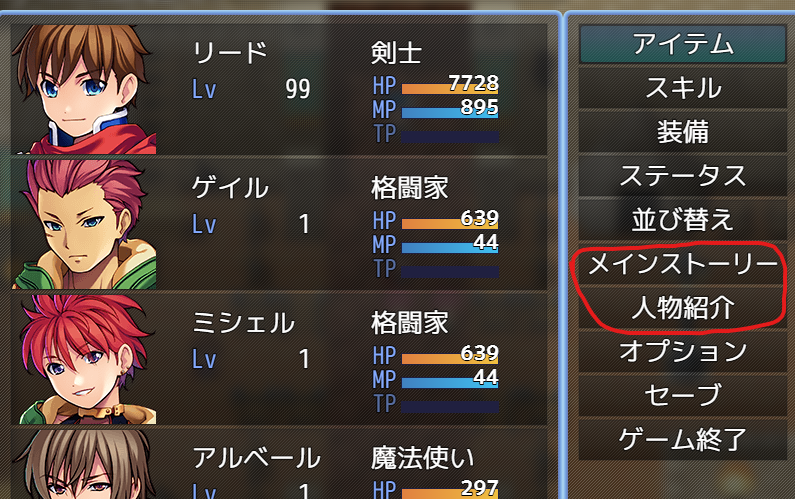 リード 剣士
Lv 99 HP 7728
MP 895
TP
ゲイル 格闘家
Lv 1 HP 639
MP 44
TP
ミシェル 格闘家
Lv 1 HP 639
MP 44
TP
アルベール 魔法使い
Lv 1 HP 297
アイテム
スキル
装備
ステータス
並び替え
メインストーリー
人物紹介
オプション
セーブ
ゲーム終了